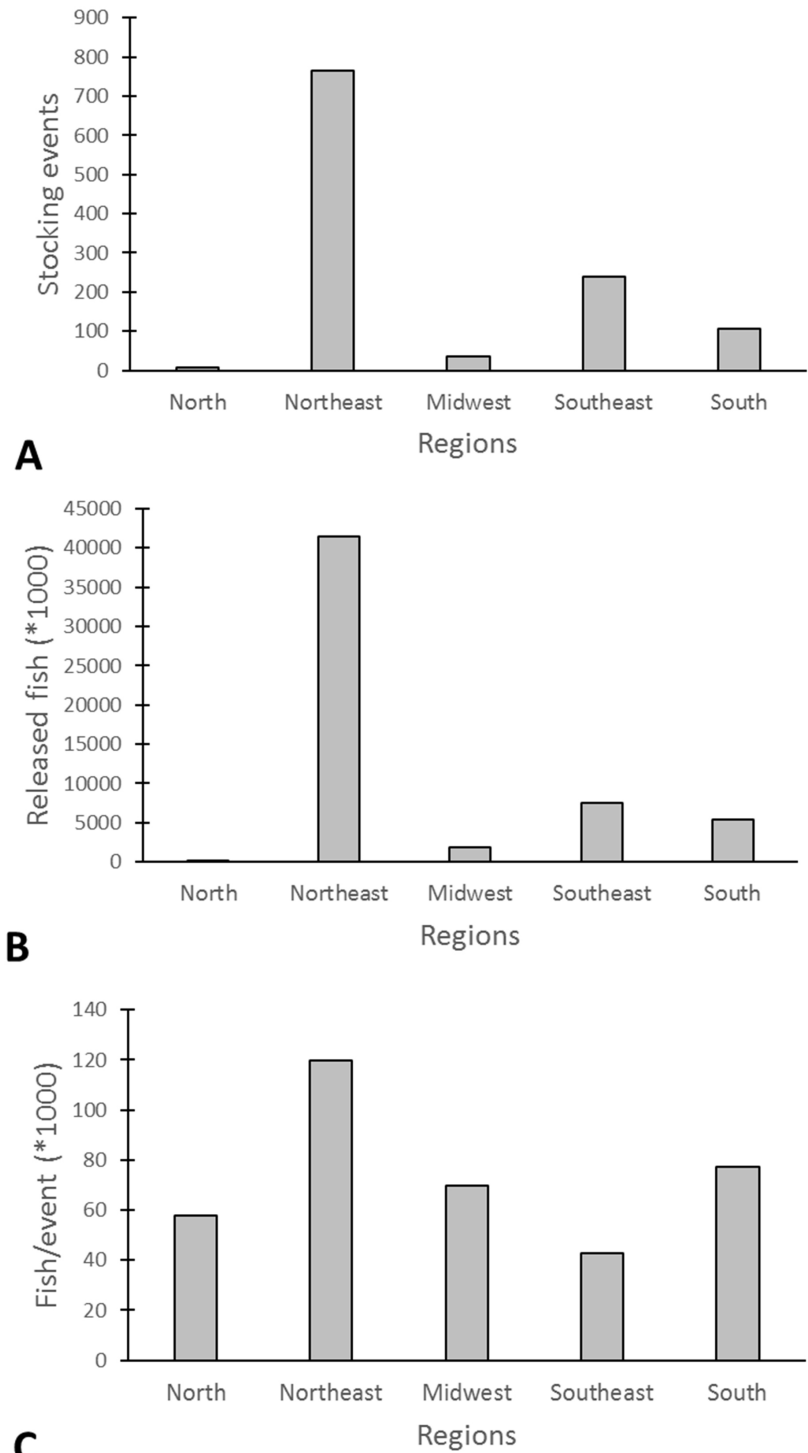 900
800
700
600
500
400
300
200
100
0
Stocking events
North Northeast Midwest Southeast South
Regions
A
45000
40000
35000
30000
25000
20000
15000
10000
5000
0
Released fish (*1000)
North Northeast Midwest Southeast South
Regions
B
140
120
100
80
60
40
20
0
Fish/event (*1000)
North Northeast Midwest Southeast South
Regions
C